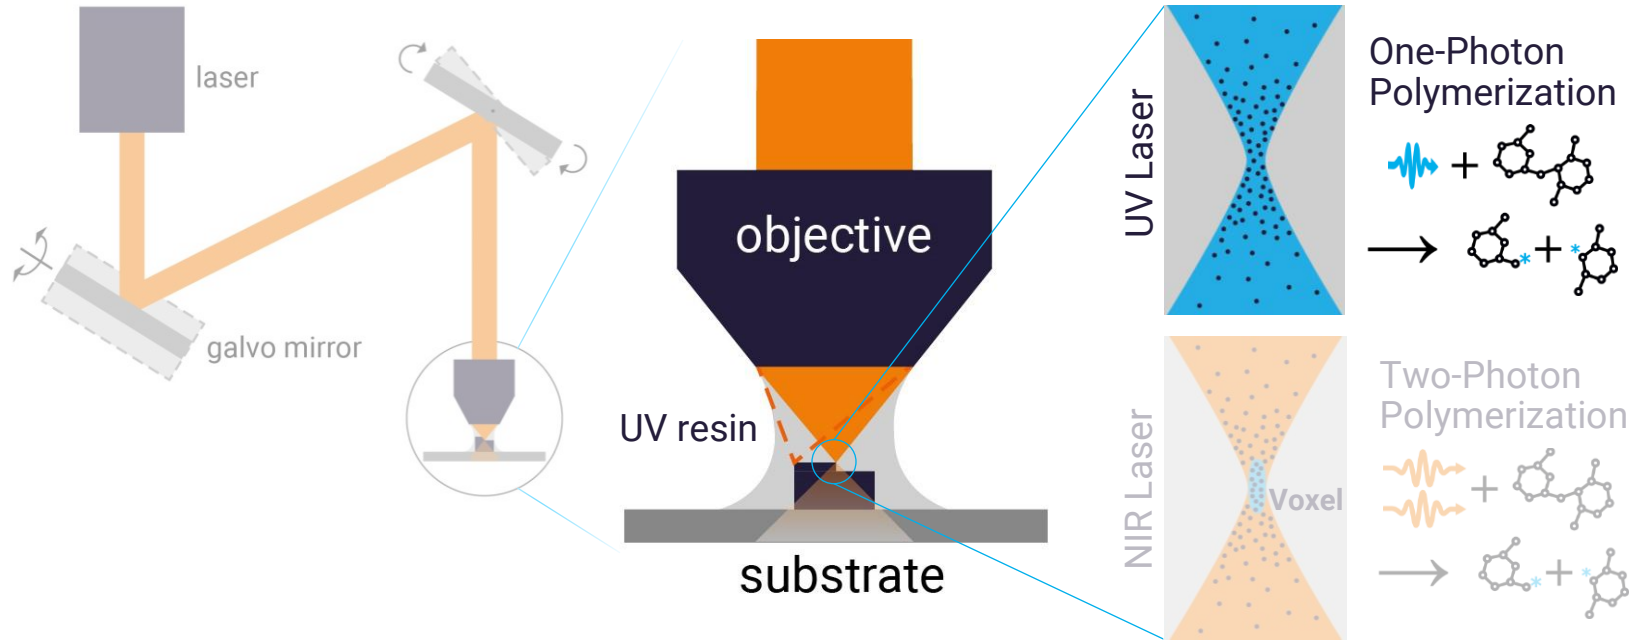 laser
galvo mirror
objective
UV resin
substrate
UV Laser
One-Photon
Polymerization
+
* + *
NIR Laser
Voxel
Two-Photon
Polymerization
+
* + *